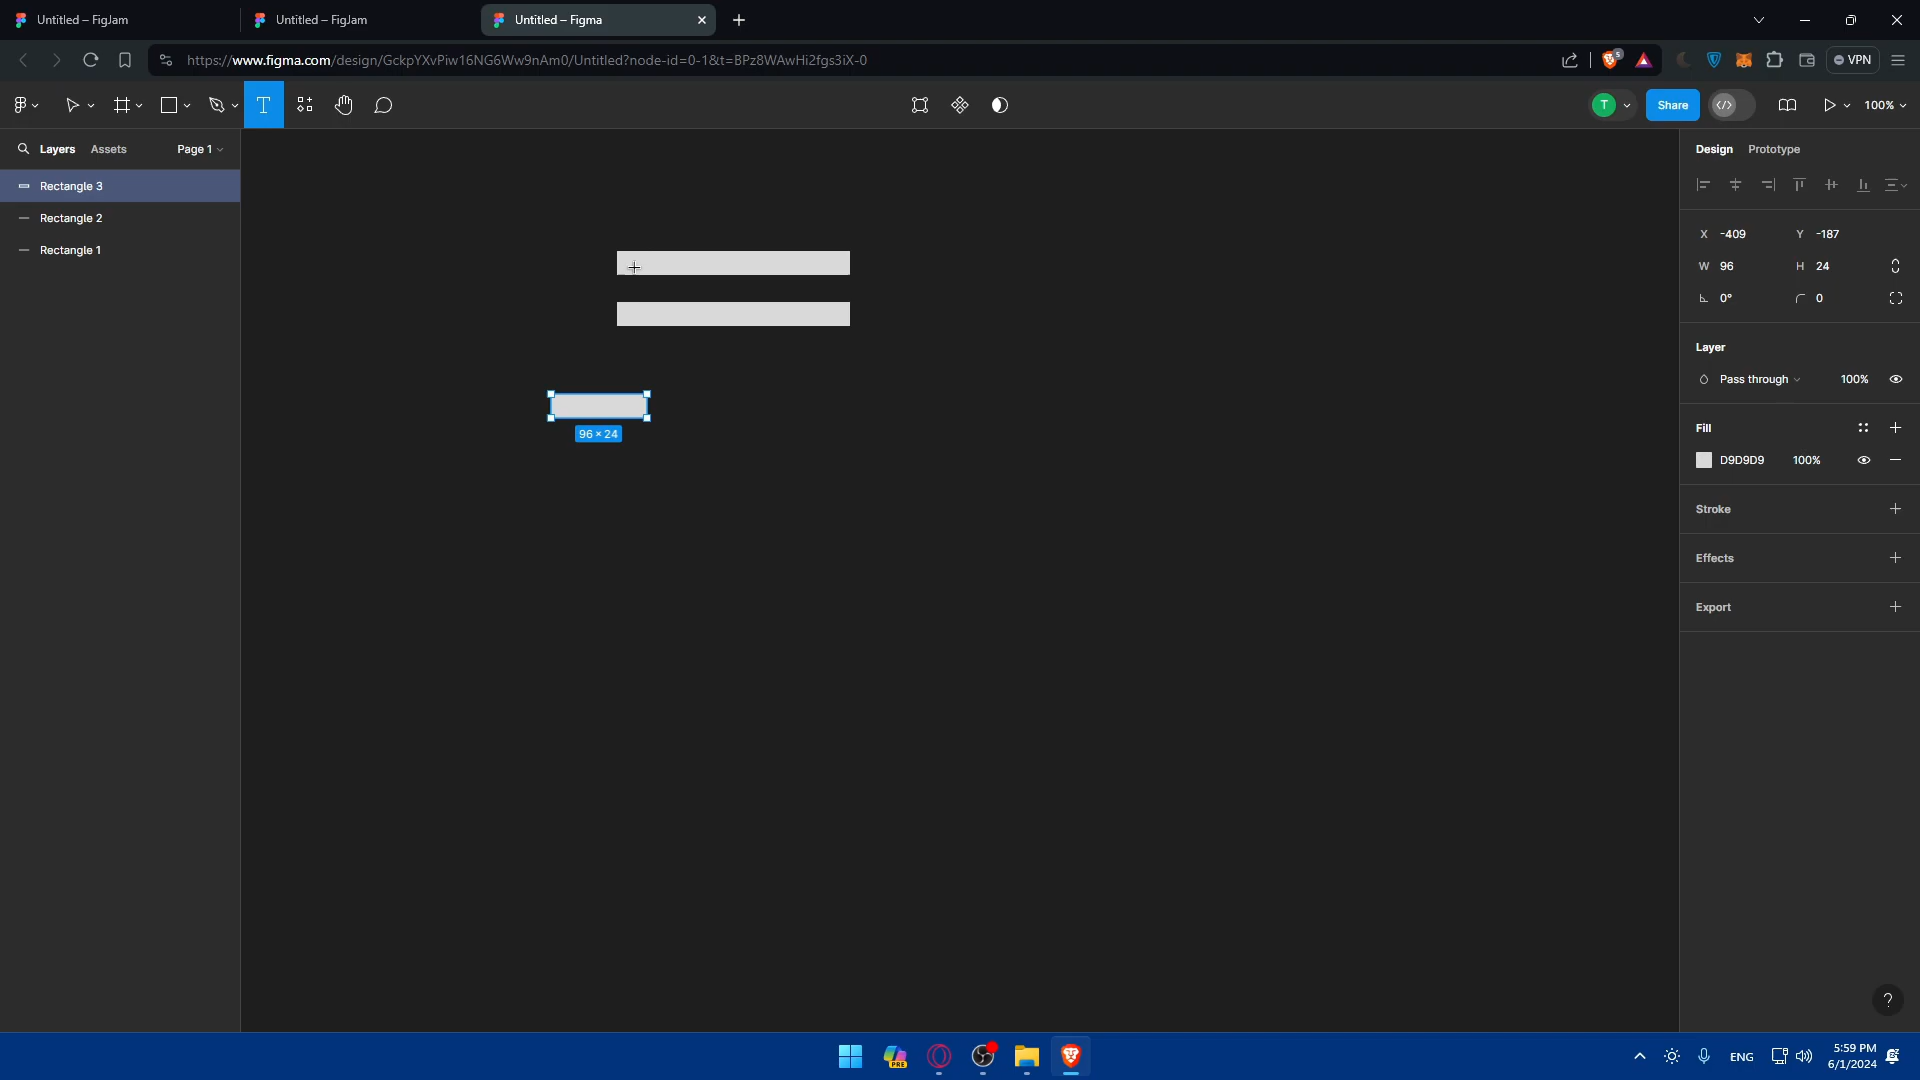 Untitled – FigJam
Untitled – FigJam
Untitled – Figma
https://www.figma.com/design/GckpYXvPiw16NG6Ww9nAm0/Untitled?node-id=0-1&t=BPz8WAwHi2fgs3iX-0
5
VPN
T
T
Share
100%
Layers
Assets
Page 1
Rectangle 3
Rectangle 2
Rectangle 1
96 × 24
Design
Prototype
X -409
Y -187
W 96
H 24
0°
0
Layer
Pass through
100%
Fill
D9D9D9
100%
Stroke
Effects
Export
?
PRE
ENG
5:59 PM
6/1/2024